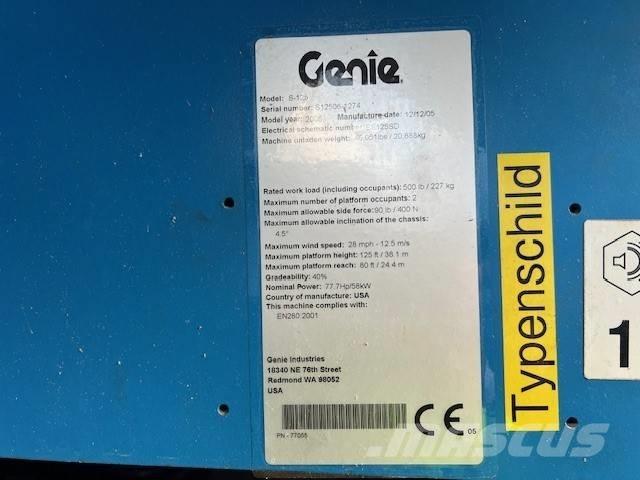 Genie
Model: S-125
Serial number: S12506-1274
Model year: 2006 Manufacture date: 12/12/05
Electrical schematic number:
Machine unladen weight: / 20,888kg
Rated work load (including occupants): 500 lb / 227 kg
Maximum number of platform occupants: 2
Maximum allowable side force: 90 lb / 400 N
Maximum allowable inclination of the chassis:
4.5°
Maximum wind speed: 28 mph - 12.5 m/s
Maximum platform height: 125 ft / 38.1 m
Maximum platform reach: 80 ft / 24.4 m
Gradeability: 40%
Nominal Power: 77.7Hp/58kW
Country of manufacture: USA
This machine complies with:
EN280:2001
Genie Industries
18340 NE 76th Street
Redmond WA 98052
USA
PN - 77055
CE 05
Typenschild
1
mascus